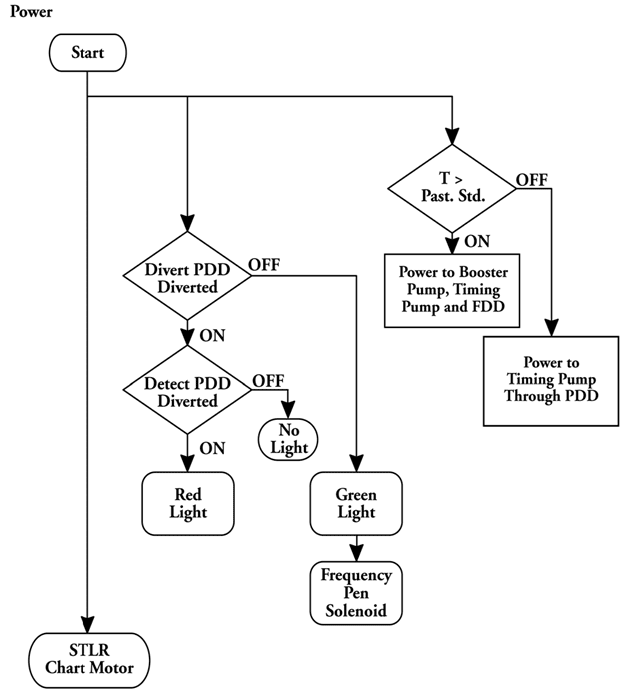 Power
Start
T >
Past. Std.
OFF
ON
Power to Booster
Pump, Timing
Pump and FDD
Power to
Timing Pump
Through PDD
Divert PDD
Diverted
OFF
ON
Detect PDD
Diverted
OFF
No
Light
ON
Red
Light
Green
Light
Frequency
Pen
Solenoid
STLR
Chart Motor